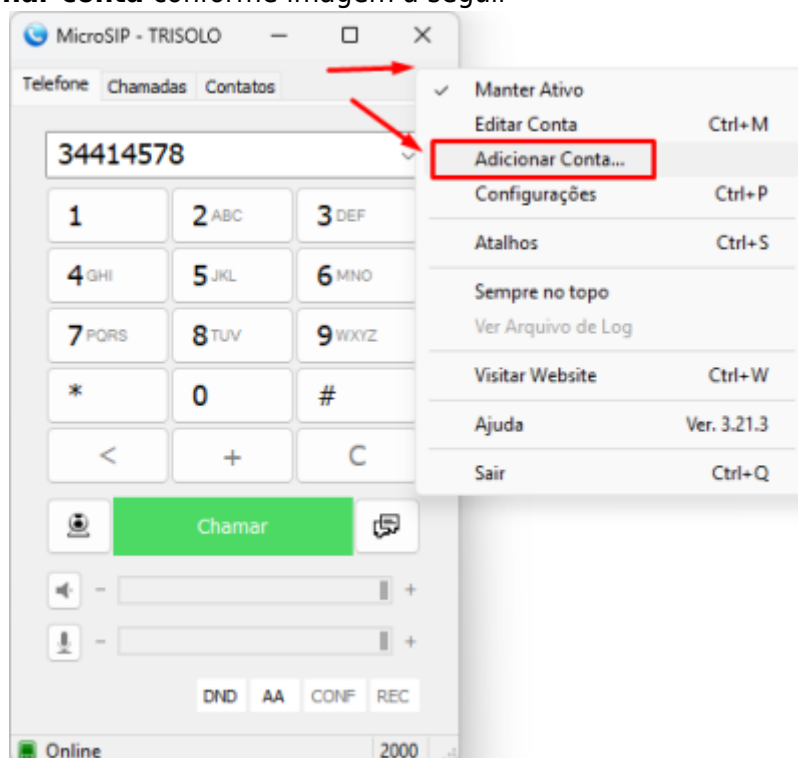 conforme imagem a seguir
MicroSIP - TRISOLO
Telefone Chamadas Contatos
34414578
1 2 ABC 3 DEF
4 GHI 5 JKL 6 MNO
7 PQRS 8 TUV 9 WXYZ
* 0 #
< + C
Chamar
- +
- +
DND AA CONF REC
Online 2000
Manter Ativo
Editar Conta Ctrl+M
Adicionar Conta...
Configurações Ctrl+P
Atalhos Ctrl+S
Sempre no topo
Ver Arquivo de Log
Visitar Website Ctrl+W
Ajuda Ver. 3.21.3
Sair Ctrl+Q